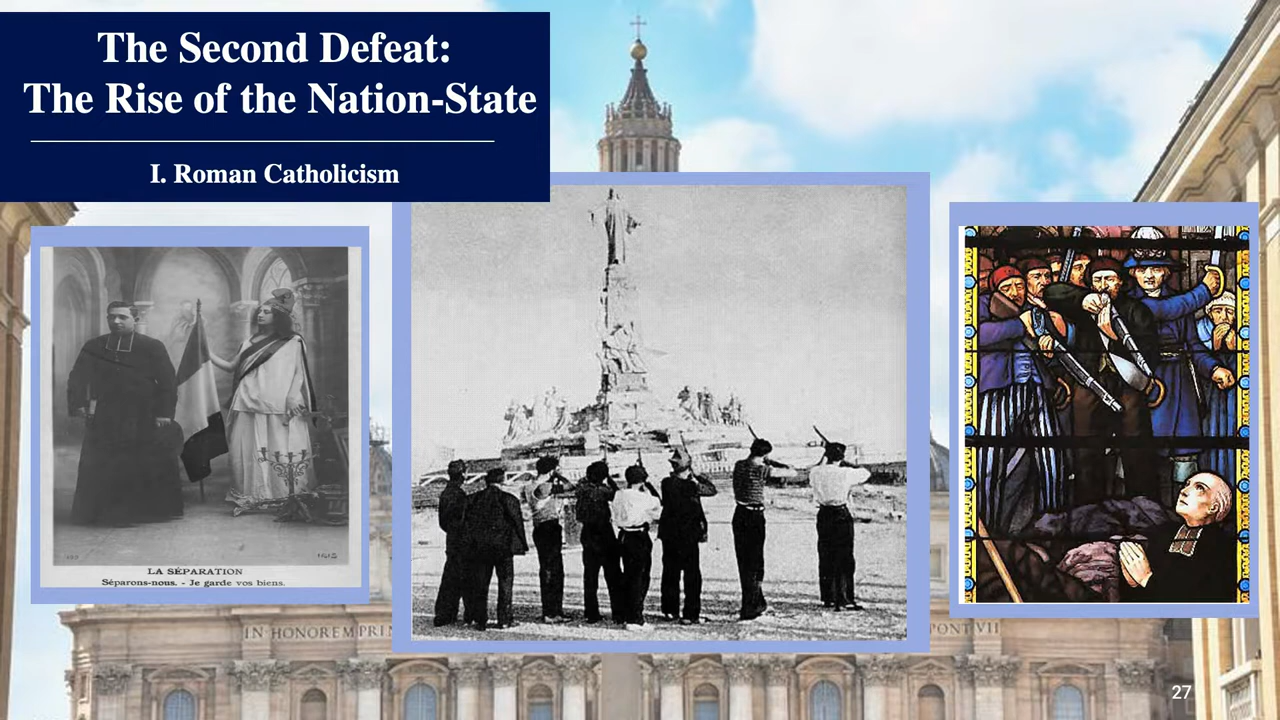 The Second Defeat:
The Rise of the Nation-State
I. Roman Catholicism
LA SÉPARATION
Séparons-nous. - Je garde vos biens.
IN HONOREM PRIN
PONT VII
27